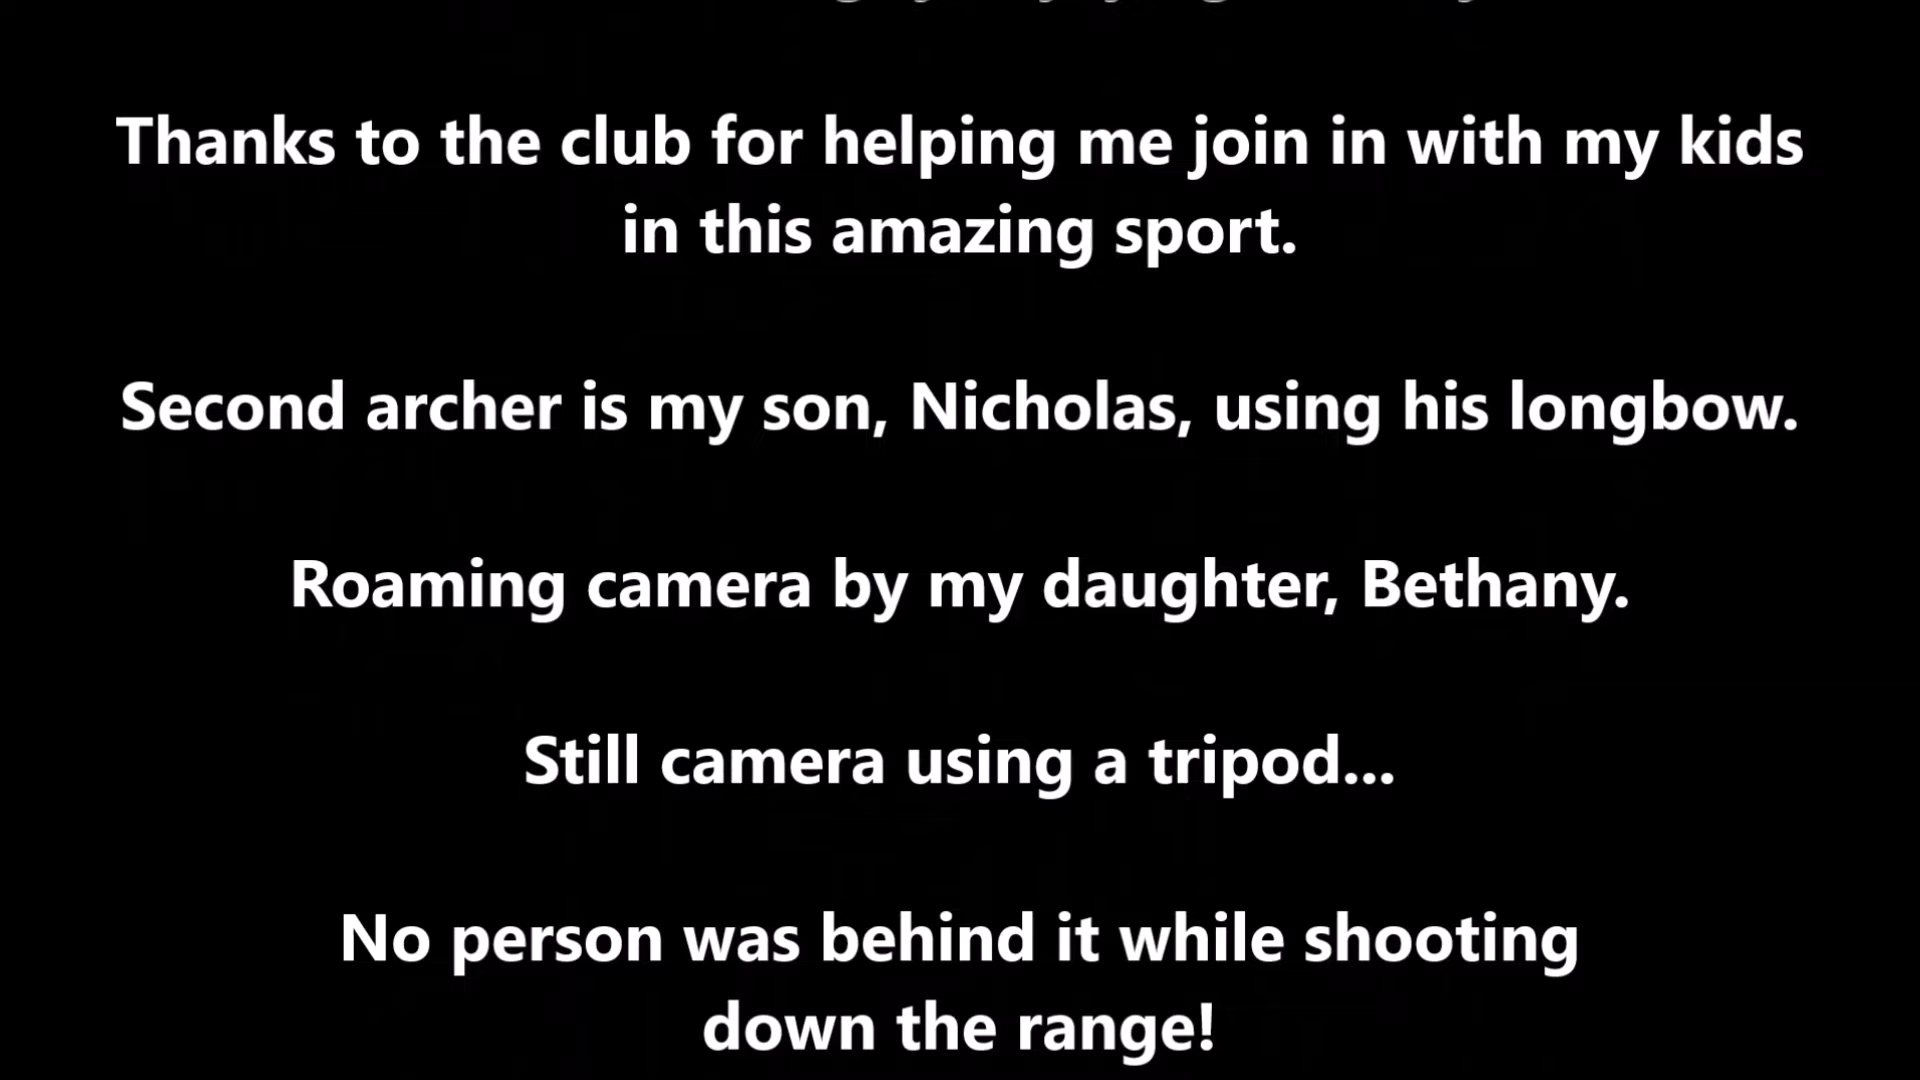 Thanks to the club for helping me join in with my kids
in this amazing sport.
Second archer is my son, Nicholas, using his longbow.
Roaming camera by my daughter, Bethany.
Still camera using a tripod...
No person was behind it while shooting
down the range!